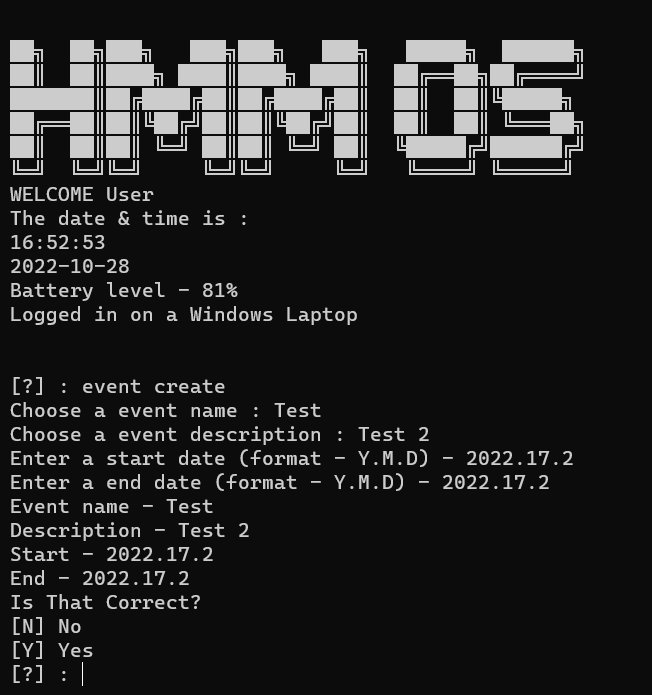 HMMN OS
WELCOME User
The date & time is :
16:52:53
2022-10-28
Battery level - 81%
Logged in on a Windows Laptop
[?] : event create
Choose a event name : Test
Choose a event description : Test 2
Enter a start date (format - Y.M.D) - 2022.17.2
Enter a end date (format - Y.M.D) - 2022.17.2
Event name - Test
Description - Test 2
Start - 2022.17.2
End - 2022.17.2
Is That Correct?
[N] No
[Y] Yes
[?] :